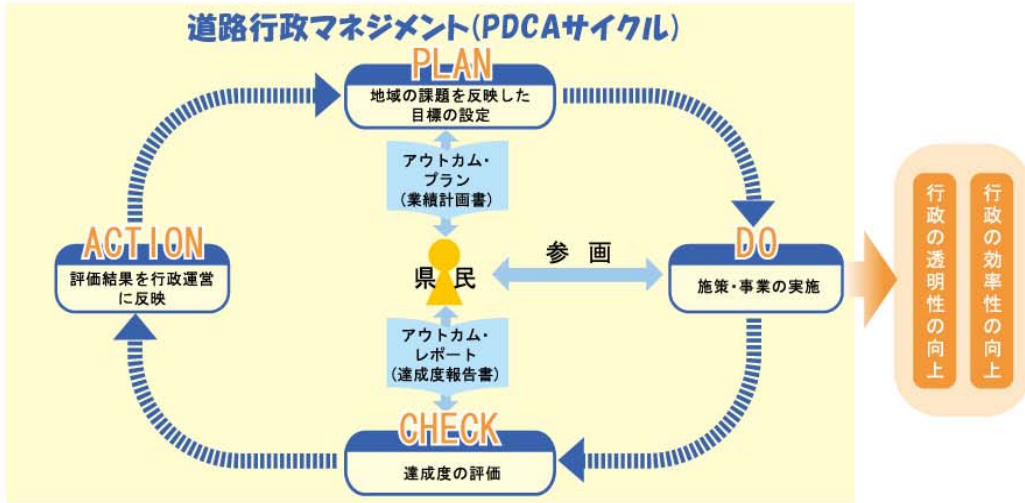 道路行政マネジメント(PDCAサイクル)
PLAN
地域の課題を反映した
目標の設定
アウトカム・
プラン
(業績計画書)
ACTION
評価結果を行政運営
に反映
県民
参画
DO
施策・事業の実施
アウトカム・
レポート
(達成度報告書)
CHECK
達成度の評価
行政の効率性の向上
行政の透明性の向上